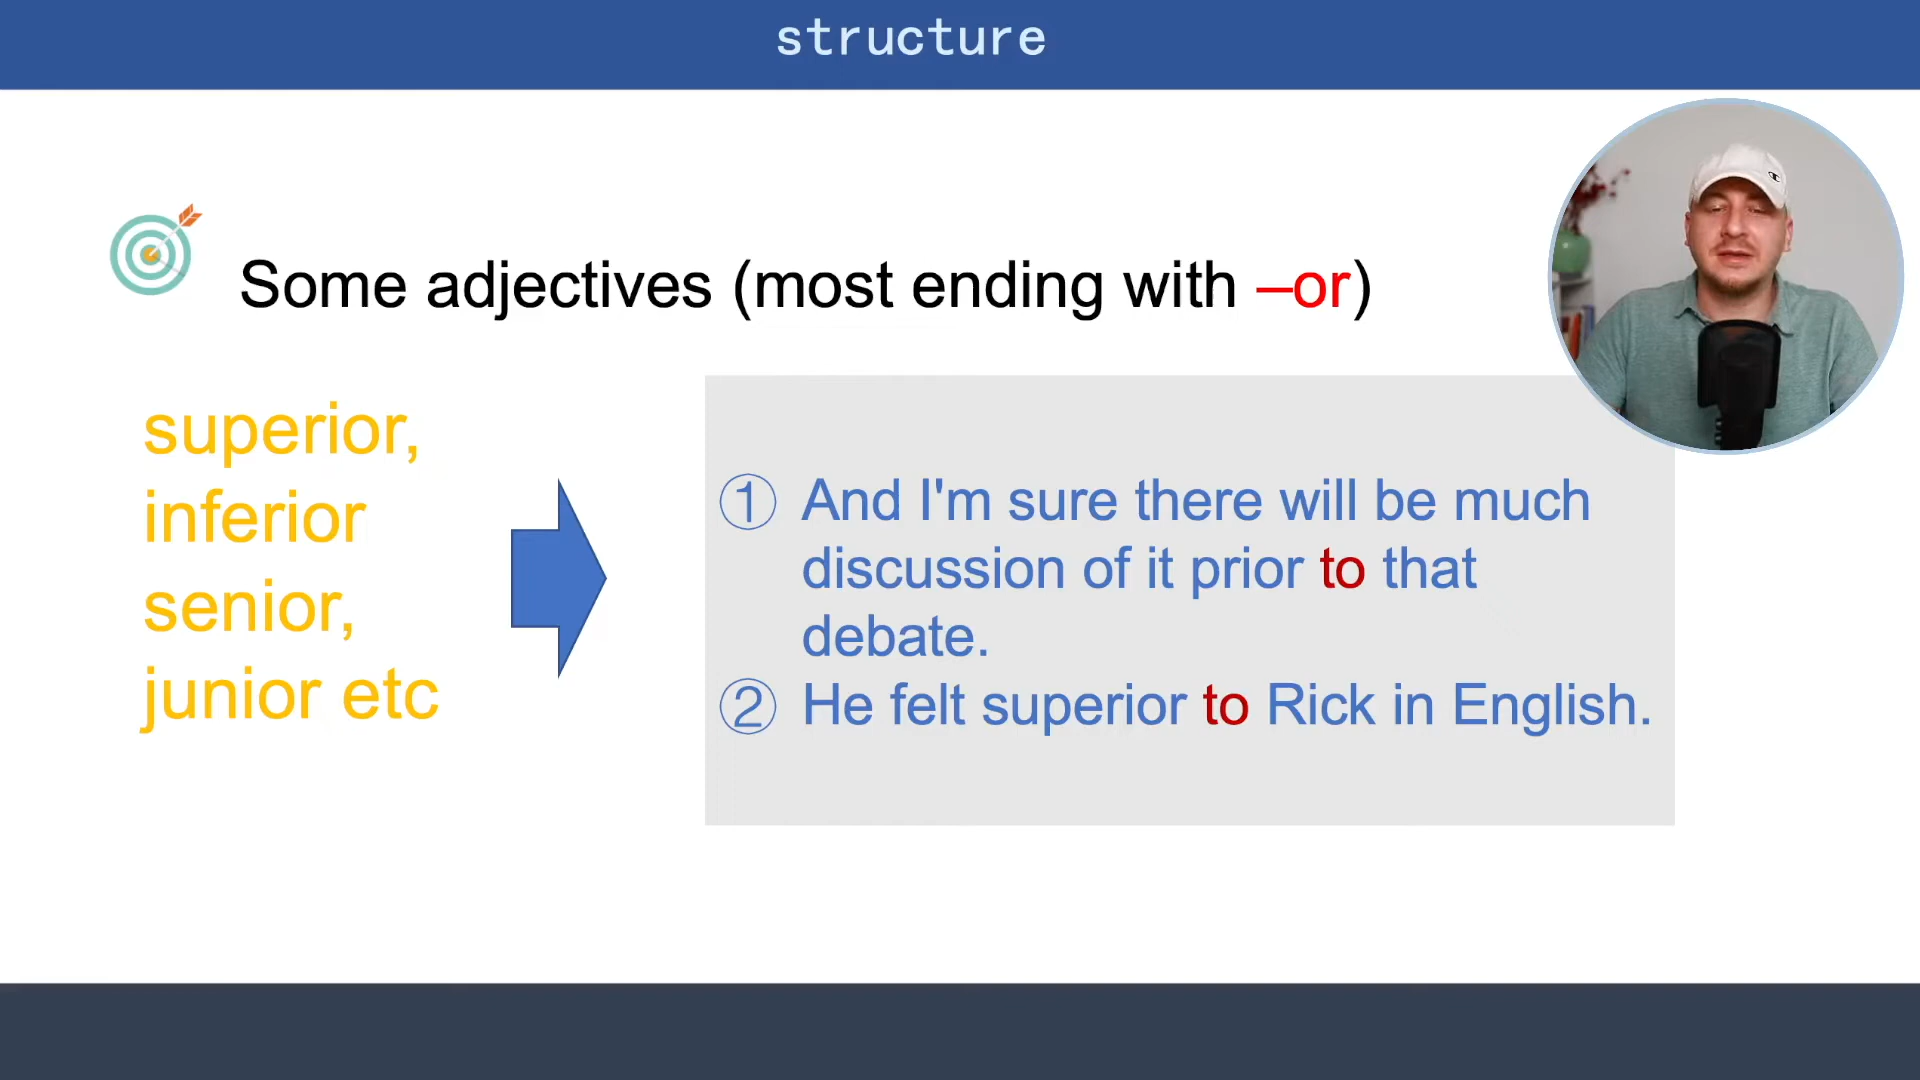 structure
Some adjectives (most ending with –or)
superior,
inferior
senior,
junior etc
① And I'm sure there will be much
discussion of it prior to that
debate.
② He felt superior to Rick in English.